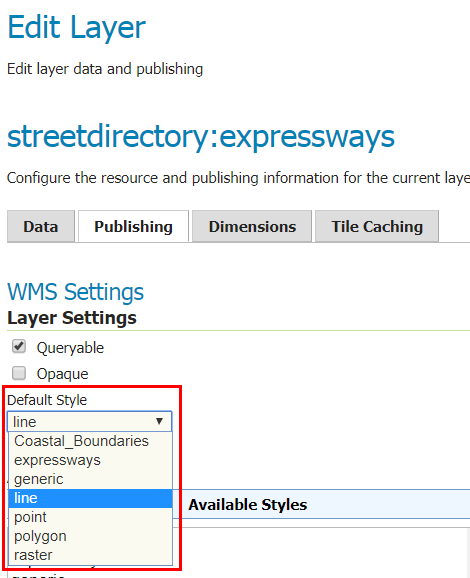 Edit Layer
Edit layer data and publishing
streetdirectory:expressways
Configure the resource and publishing information for the current laye
Data Publishing Dimensions Tile Caching
WMS Settings
Layer Settings
Queryable
Opaque
Default Style
line
Coastal_Boundaries
expressways
generic
line
point
polygon
raster
Available Styles
generic